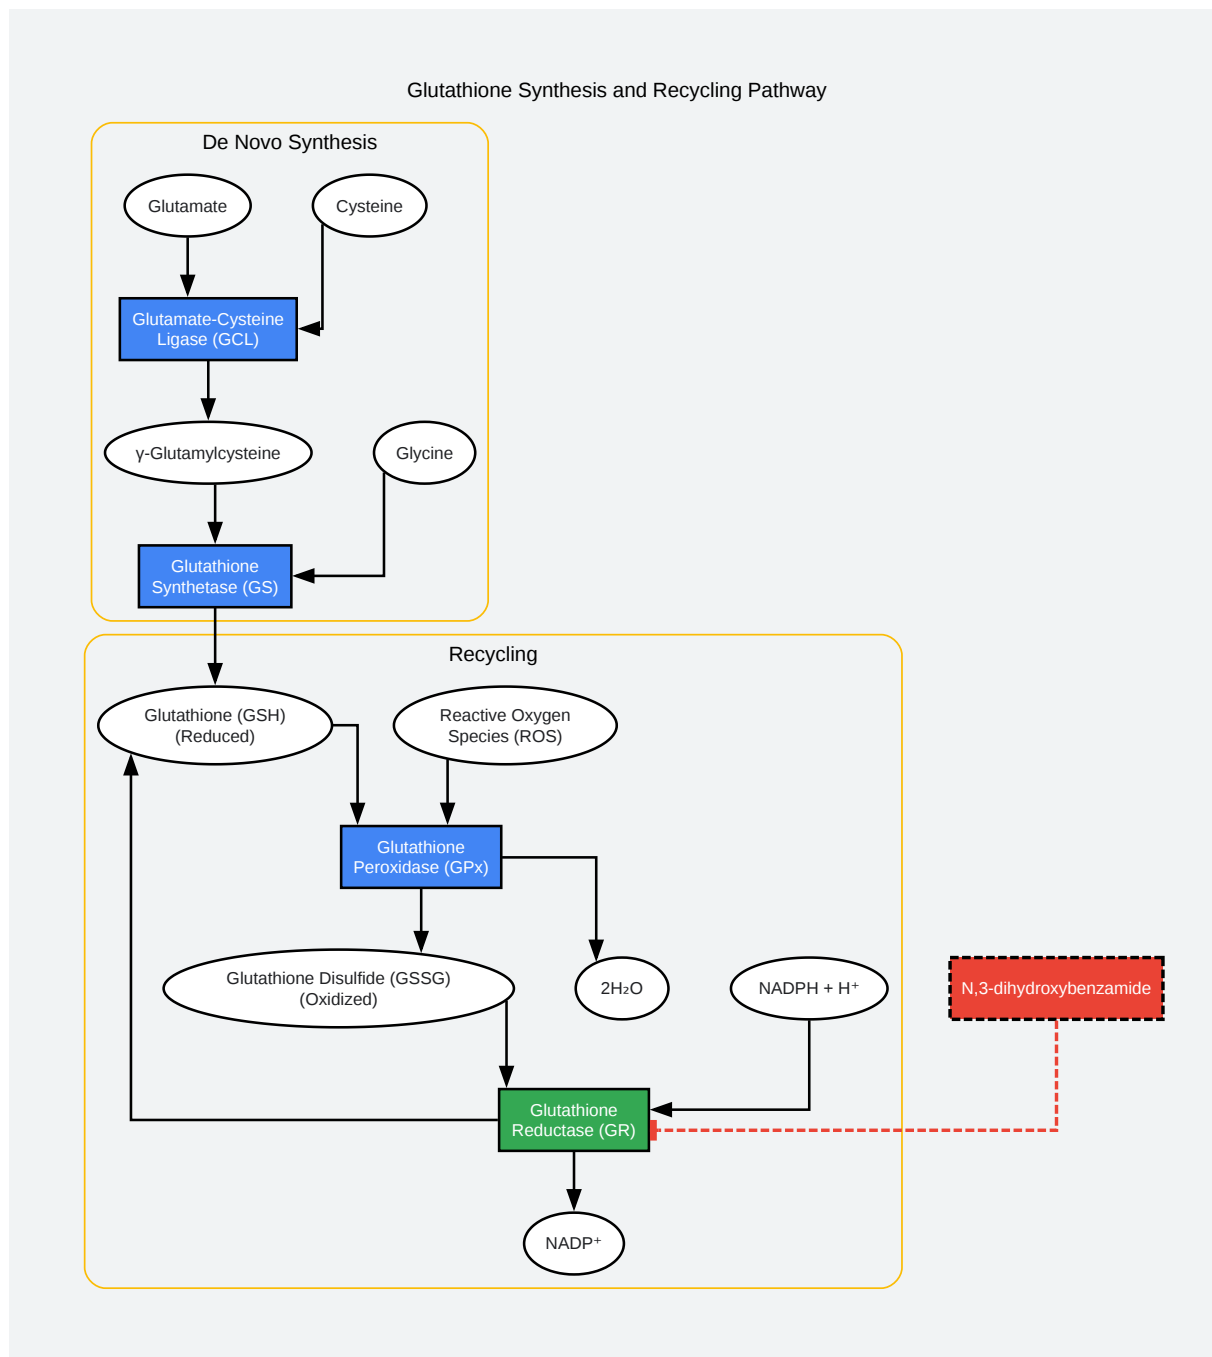 Glutathione Synthesis and Recycling Pathway
De Novo Synthesis
Glutamate
Cysteine
Glutamate-Cysteine
Ligase (GCL)
γ-Glutamylcysteine
Glycine
Glutathione
Synthetase (GS)
Recycling
Glutathione (GSH)
(Reduced)
Reactive Oxygen
Species (ROS)
Glutathione
Peroxidase (GPx)
Glutathione Disulfide (GSSG)
(Oxidized)
2H₂O
NADPH + H⁺
N,3-dihydroxybenzamide
Glutathione
Reductase (GR)
NADP⁺